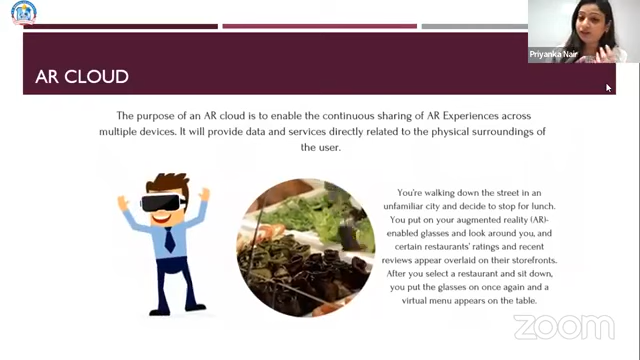 Priyanka Nair
AR CLOUD
The purpose of an AR cloud is to enable the continuous sharing of AR Experiences across
multiple devices. It will provide data and services directly related to the physical surroundings of
the user.
You're walking down the street in an
unfamiliar city and decide to stop for lunch.
You put on your augmented reality (AR)-
enabled glasses and look around you, and
certain restaurants' ratings and recent
reviews appear overlaid on their storefronts.
After you select a restaurant and sit down,
you put the glasses on once again and a
virtual menu appears on the table.
zoom